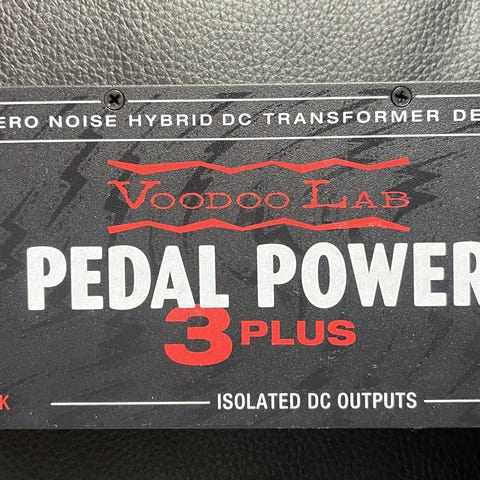 ERO NOISE HYBRID DC TRANSFORMER DE
VOODOO LAB
PEDAL POWER
3 PLUS
K ISOLATED DC OUTPUTS